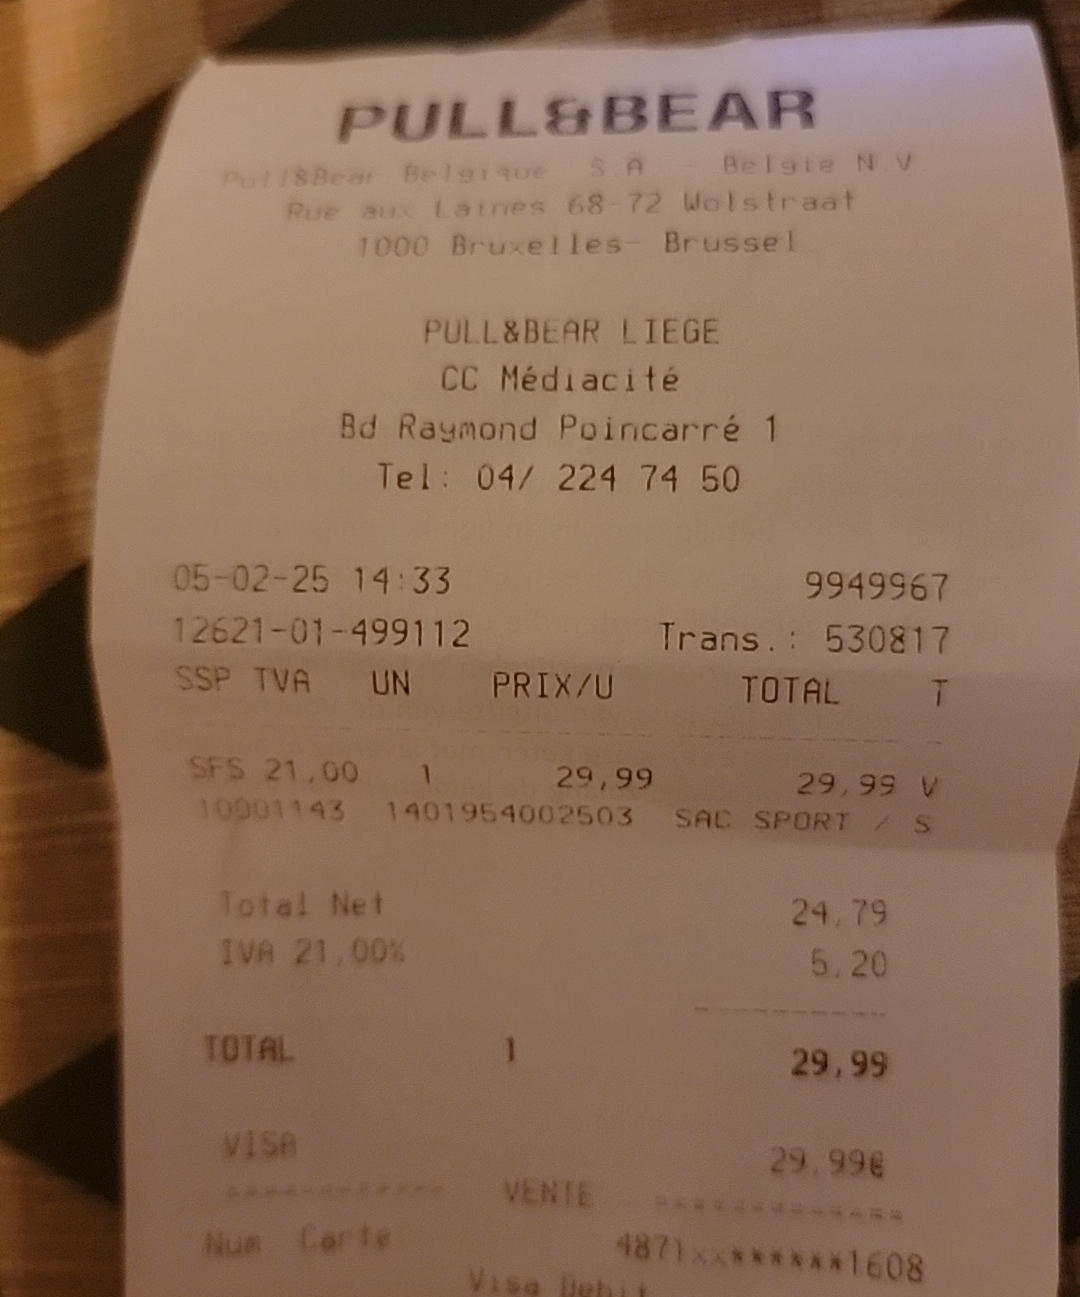 PULL&BEAR
Pull&Bear Belgique S.A - Belgie N.V.
Rue aux Laines 68-72 Wolstraat
1000 Bruxelles- Brussel
PULL&BEAR LIEGE
CC Médiacité
Bd Raymond Poincarré 1
Tel: 04/ 224 74 50
05-02-25 14:33 9949967
12621-01-499112 Trans.: 530817
SSP TVA UN PRIX/U TOTAL T
SFS 21,00 1 29,99 29,99 V
10901143 1401954002503 SAC SPORT / S
Total Net 24,79
IVA 21,00% 5,20
TOTAL 1 29,99
VISA 29,99€
------------ VENTE -------------
Num Carte 4871xx******1608
Visa Debit